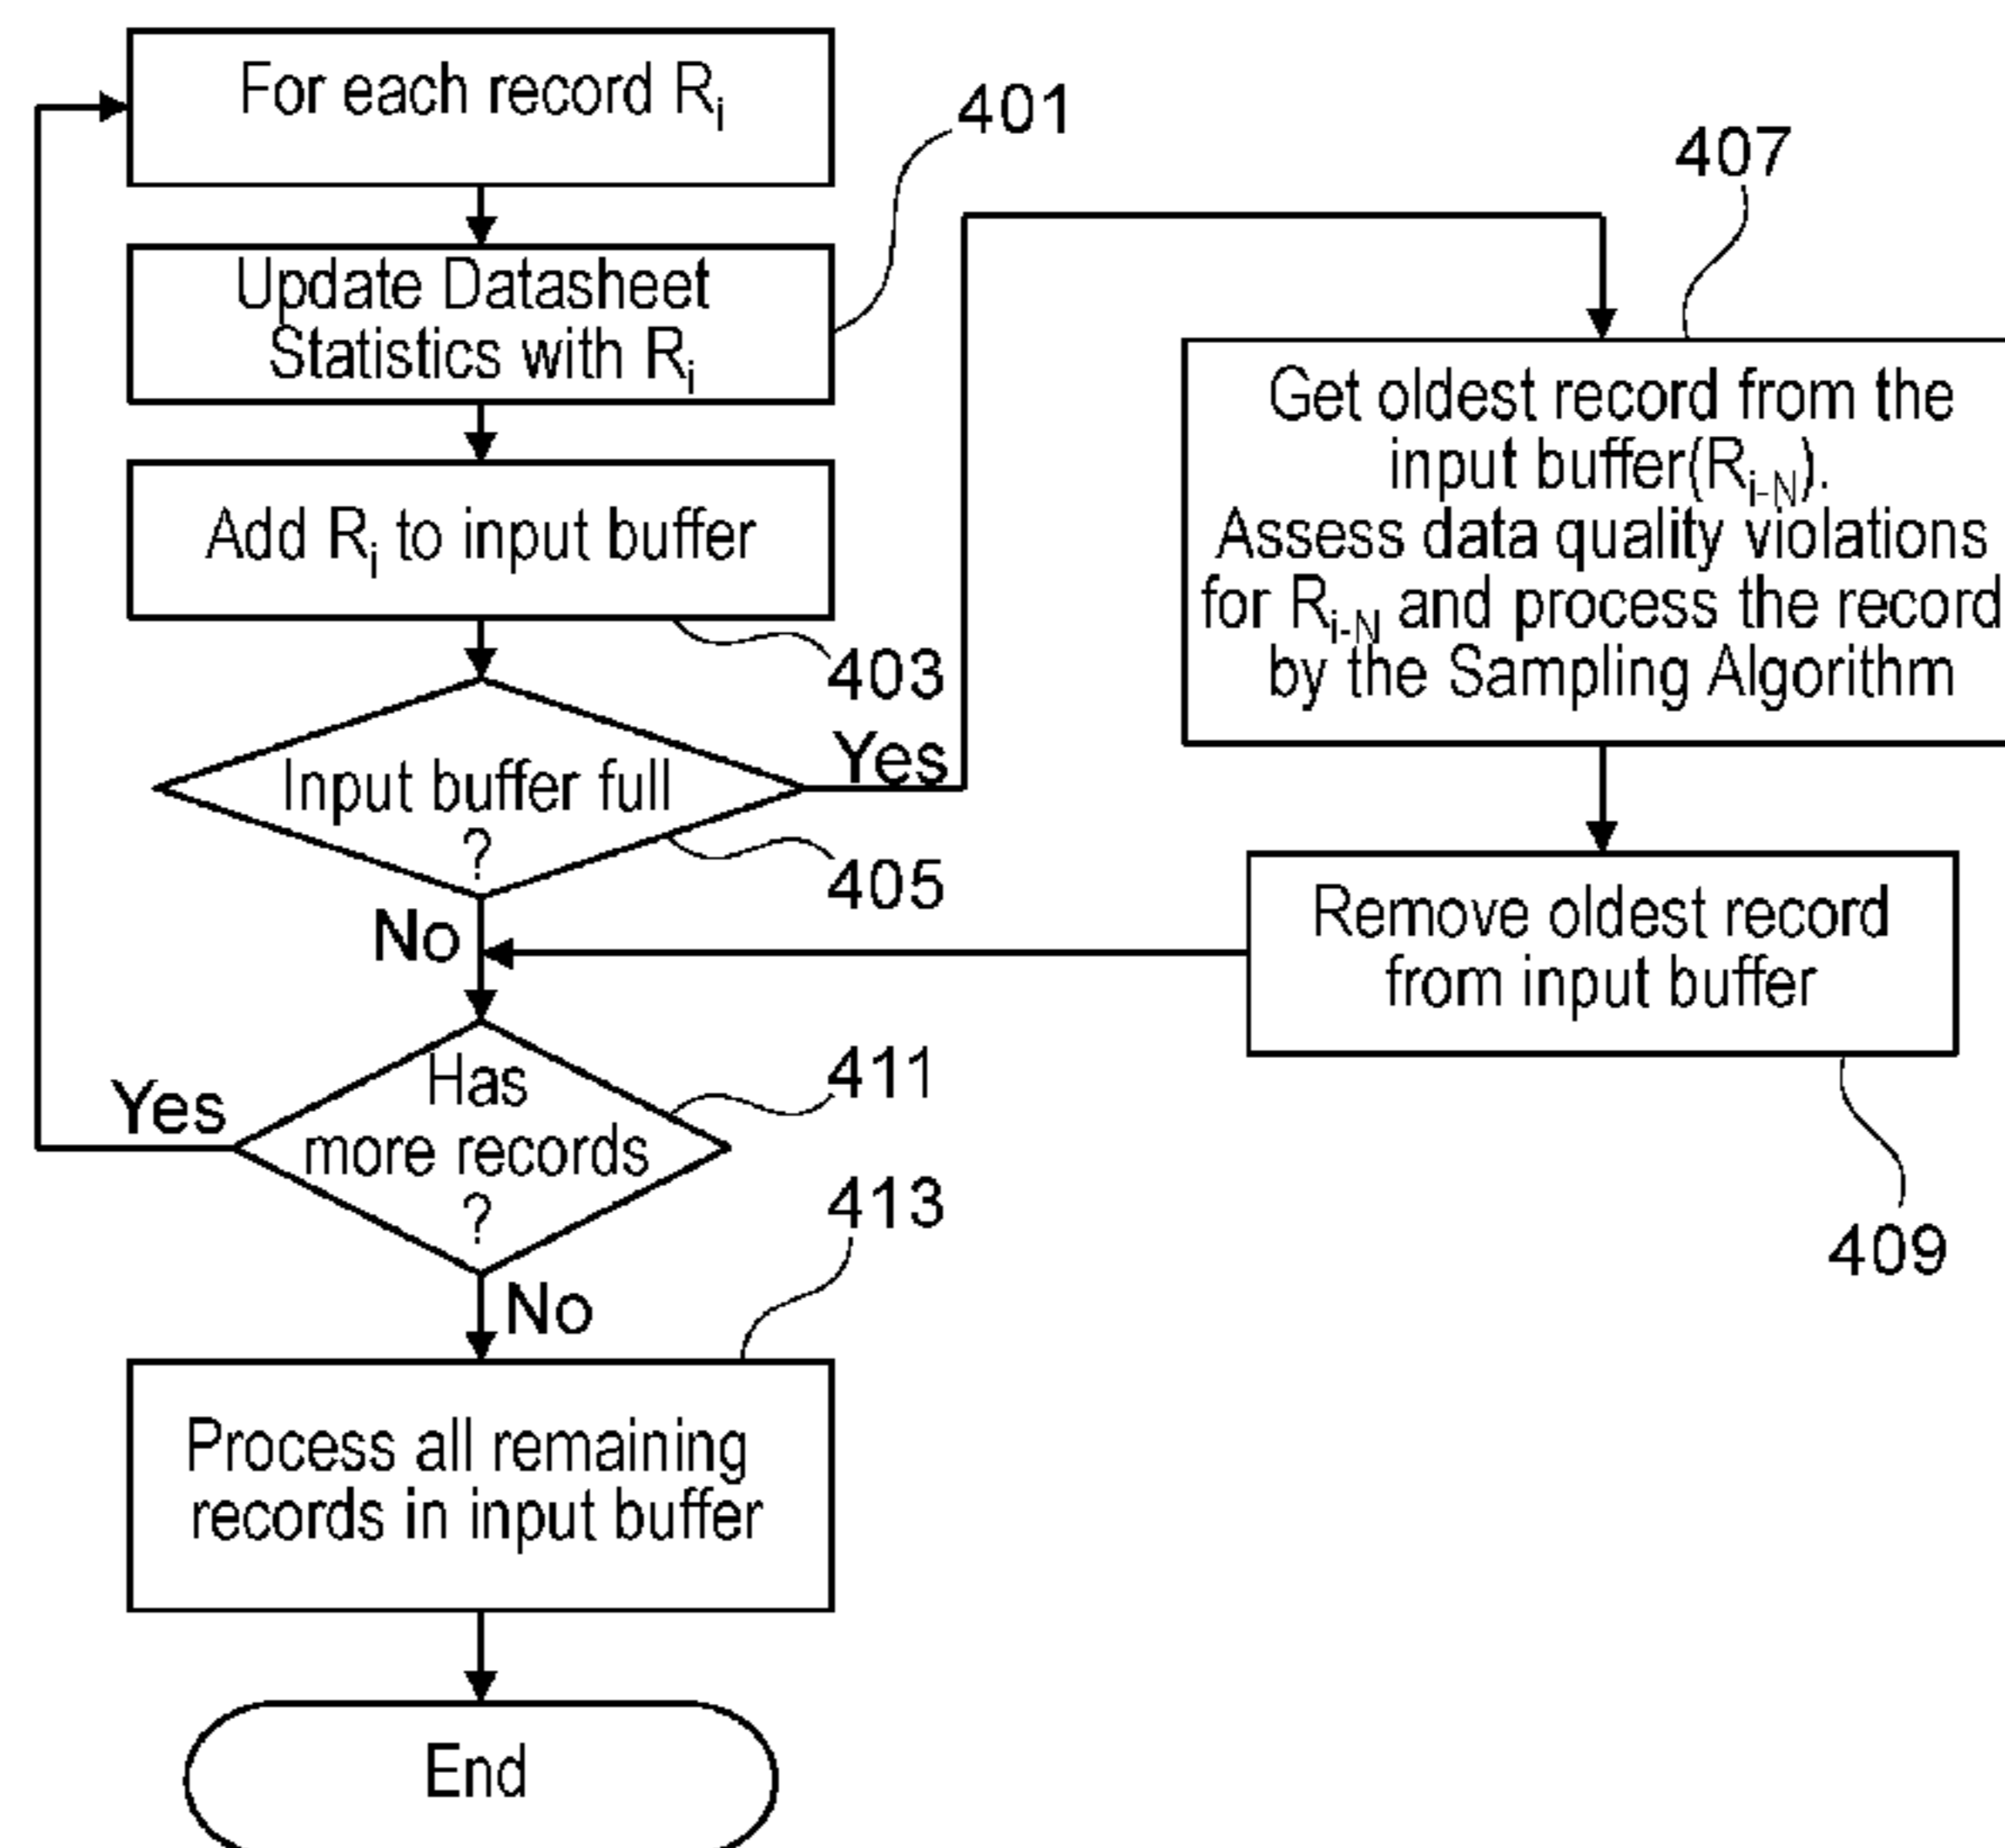 For each record Ri
401
Update Datasheet
Statistics with Ri
Add Ri to input buffer
403
Input buffer full
?
Yes
405
No
407
Get oldest record from the
input buffer(Ri-N).
Assess data quality violations
for Ri-N and process the record
by the Sampling Algorithm
Remove oldest record
from input buffer
409
Has
more records
?
411
Yes
No
413
Process all remaining
records in input buffer
End